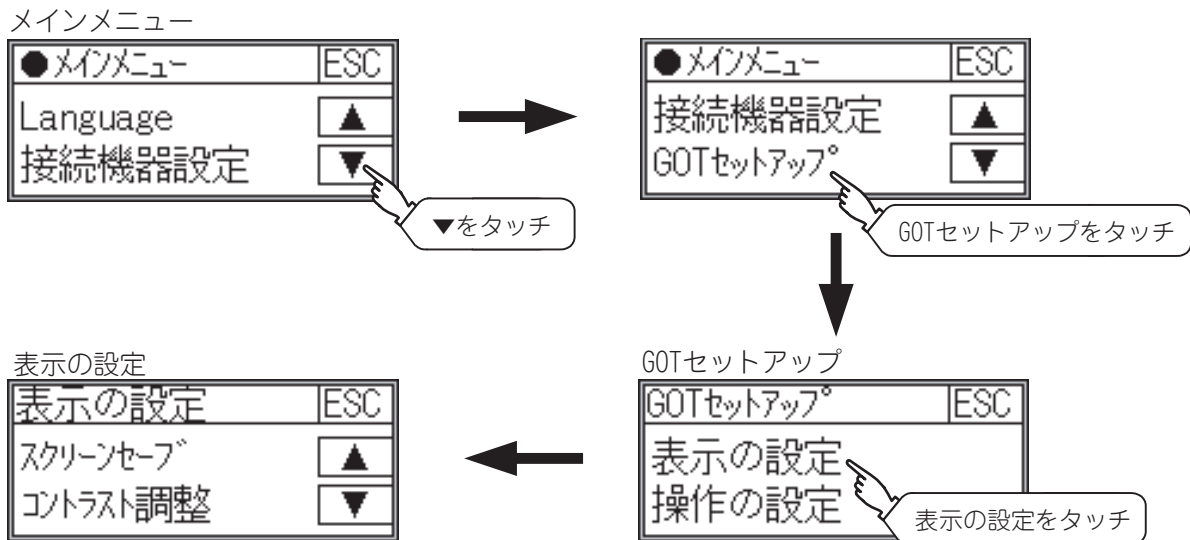 メインメニュー
●メインメニュー ESC
Language ▲
接続機器設定 ▼
▼をタッチ
●メインメニュー ESC
接続機器設定 ▲
GOTセットアップ ▼
GOTセットアップをタッチ
GOTセットアップ
GOTセットアップ ESC
表示の設定
操作の設定
表示の設定をタッチ
表示の設定
表示の設定 ESC
スクリーンセーブ ▲
コントラスト調整 ▼